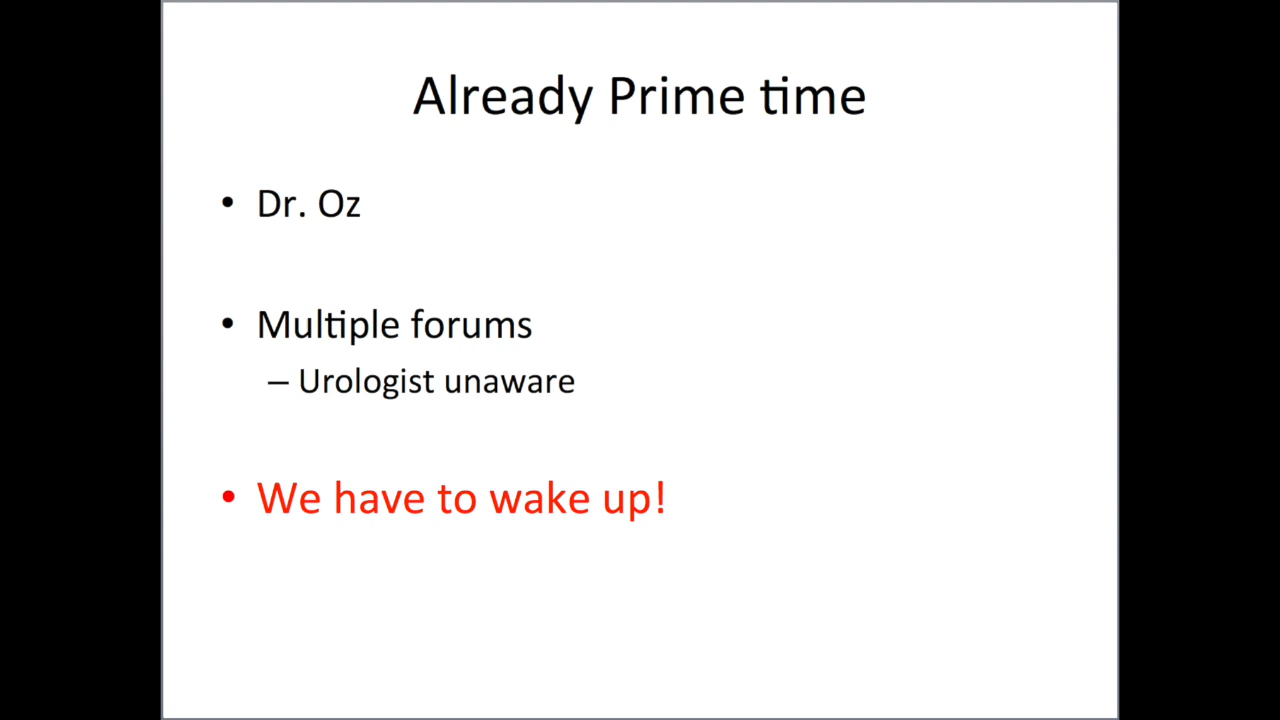 Already Prime time
• Dr. Oz
• Multiple forums
– Urologist unaware
• We have to wake up!